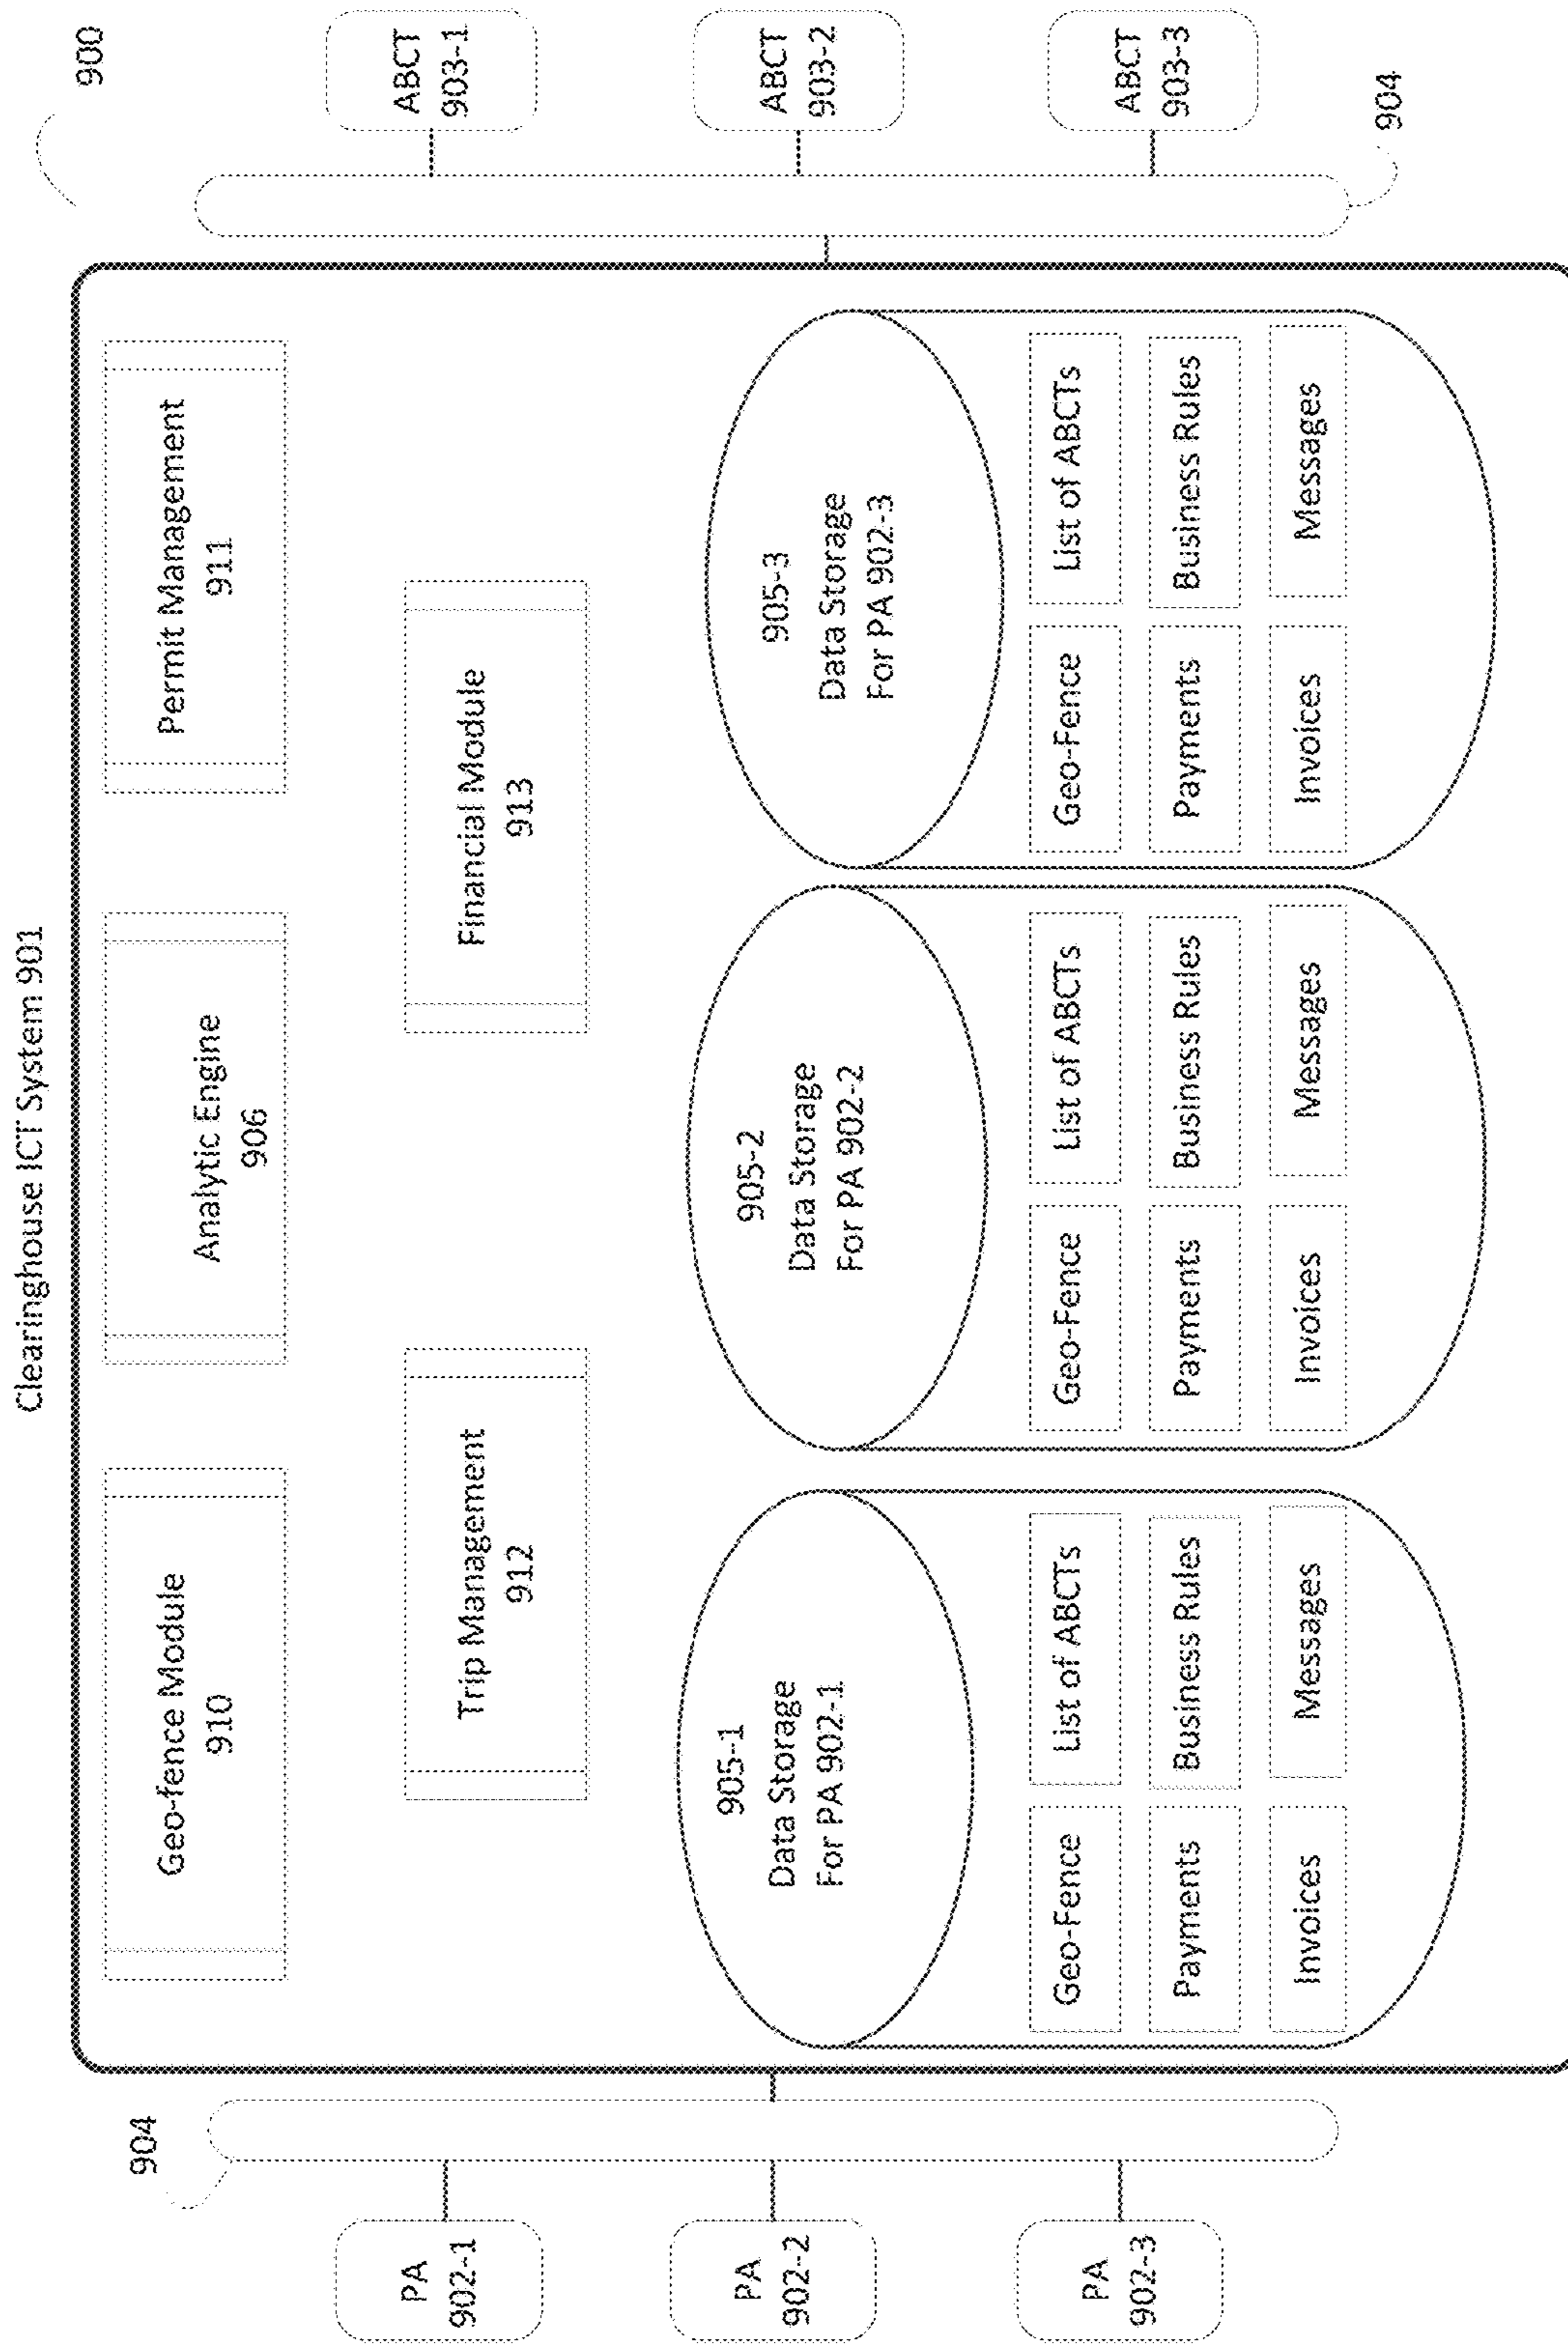 Clearinghouse ICT System 901
900
904
PA
902-1
PA
902-2
PA
902-3
Geo-fence Module
910
Analytic Engine
906
Permit Management
911
Trip Management
912
Financial Module
913
905-1
Data Storage
For PA 902-1
Geo-Fence
List of ABCTs
Payments
Business Rules
Invoices
Messages
905-2
Data Storage
For PA 902-2
Geo-Fence
List of ABCTs
Payments
Business Rules
Invoices
Messages
905-3
Data Storage
For PA 902-3
Geo-Fence
List of ABCTs
Payments
Business Rules
Invoices
Messages
ABCT
903-1
ABCT
903-2
ABCT
903-3
904